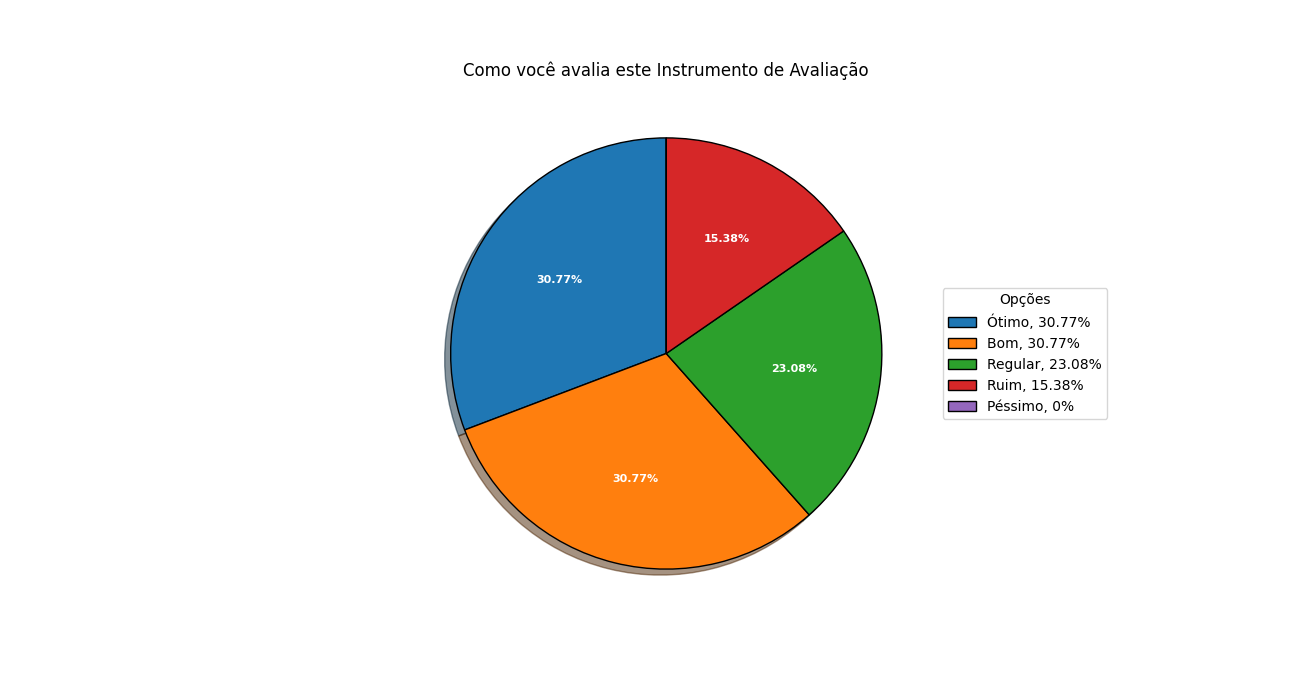 Como você avalia este Instrumento de Avaliação
15.38%
30.77%
23.08%
30.77%
Opções
Ótimo, 30.77%
Bom, 30.77%
Regular, 23.08%
Ruim, 15.38%
Péssimo, 0%